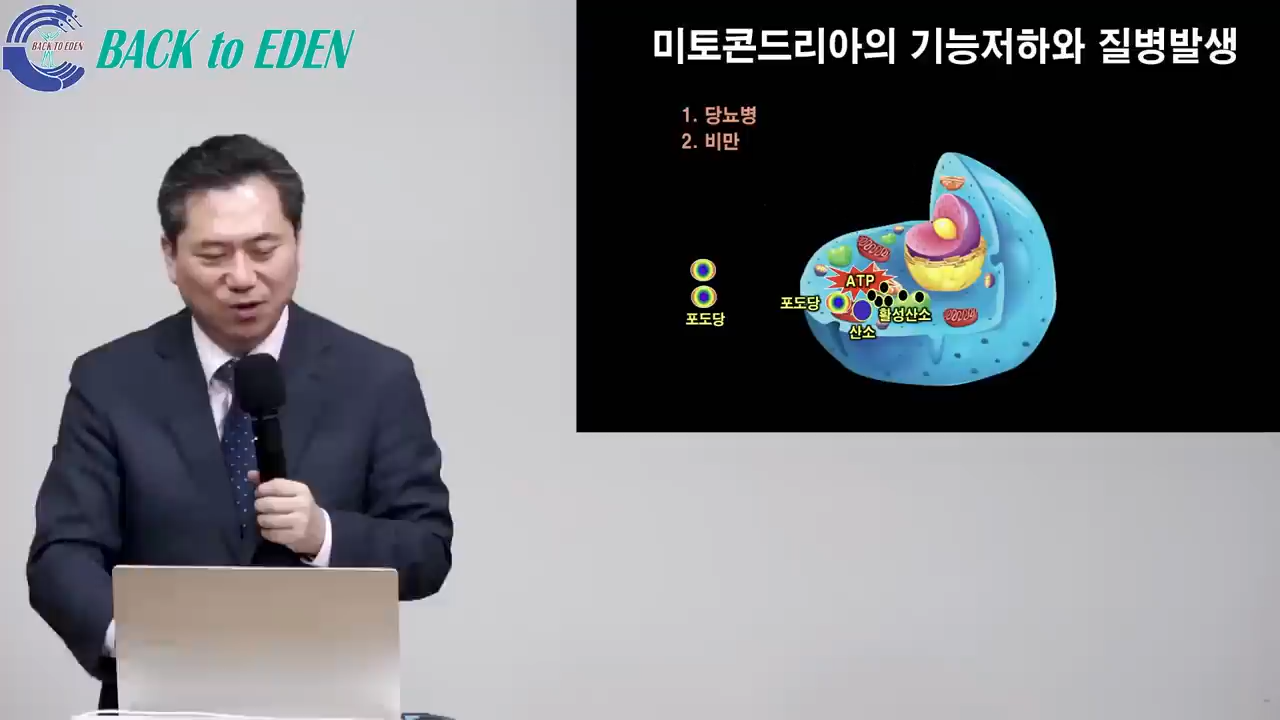 BACK TO EDEN
BACK to EDEN
미토콘드리아의 기능저하와 질병발생
1. 당뇨병
2. 비만
ATP
포도당
활성산소
산소
포도당